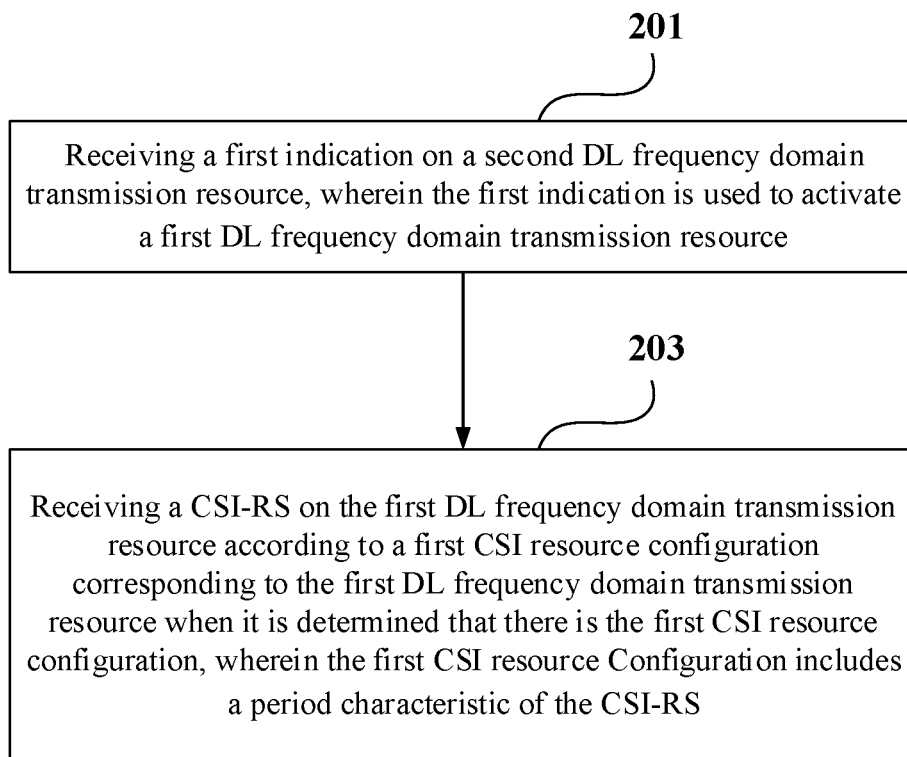 201
Receiving a first indication on a second DL frequency domain
transmission resource, wherein the first indication is used to activate
a first DL frequency domain transmission resource
203
Receiving a CSI-RS on the first DL frequency domain transmission
resource according to a first CSI resource configuration
corresponding to the first DL frequency domain transmission
resource when it is determined that there is the first CSI resource
configuration, wherein the first CSI resource Configuration includes
a period characteristic of the CSI-RS